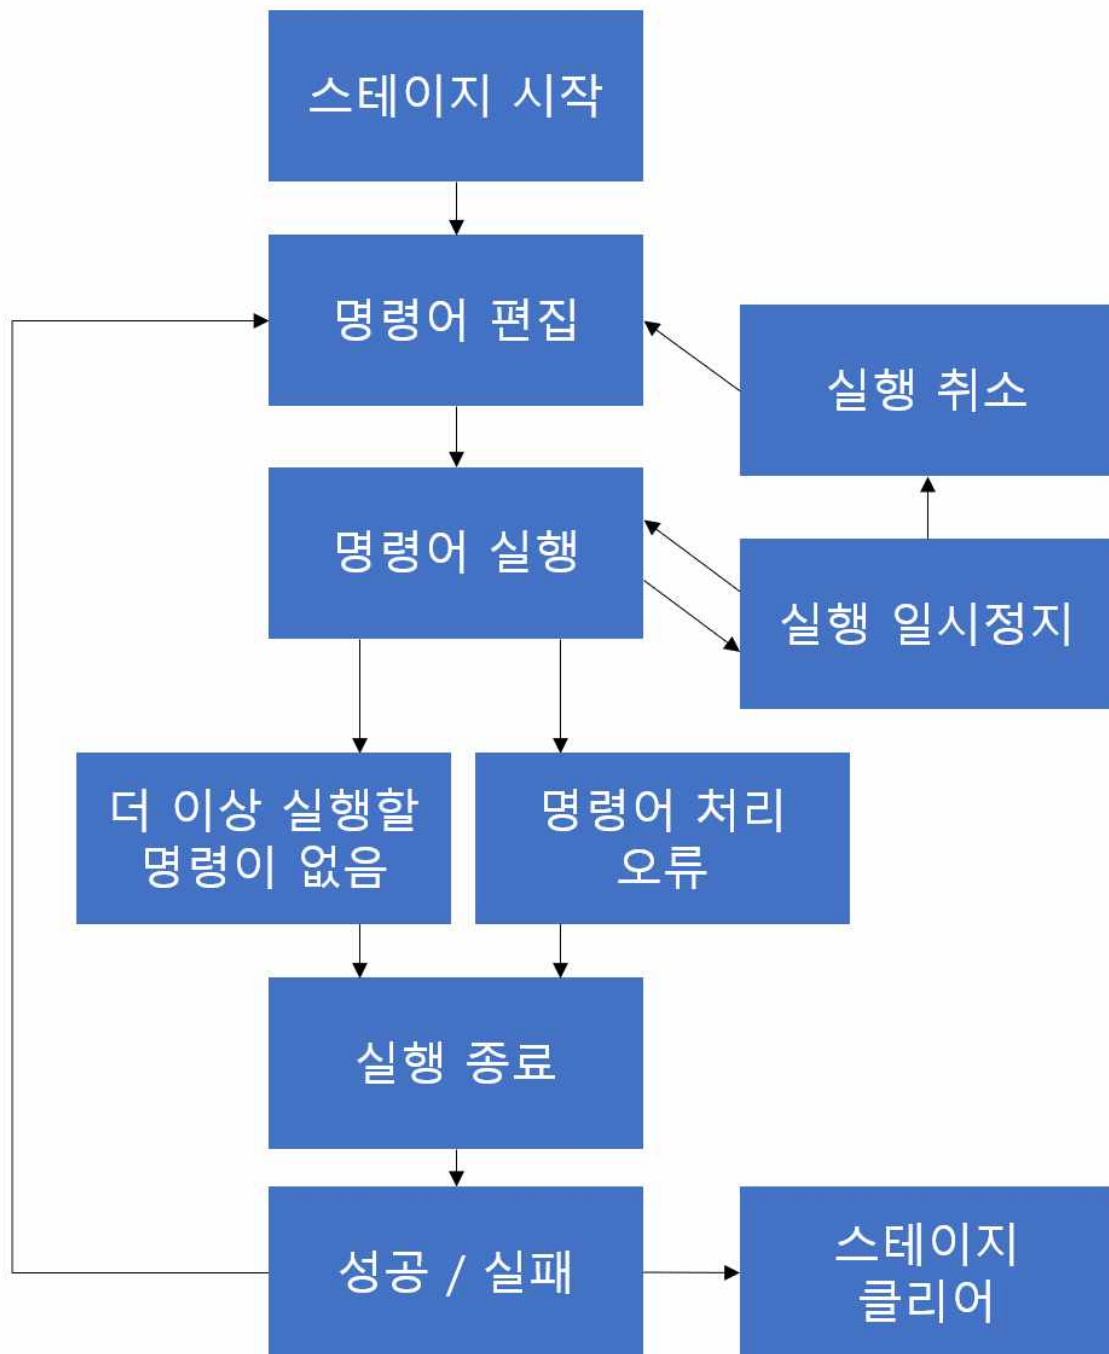 스테이지 시작
명령어 편집
실행 취소
명령어 실행
실행 일시정지
더 이상 실행할
명령이 없음
명령어 처리
오류
실행 종료
성공 / 실패
스테이지
클리어